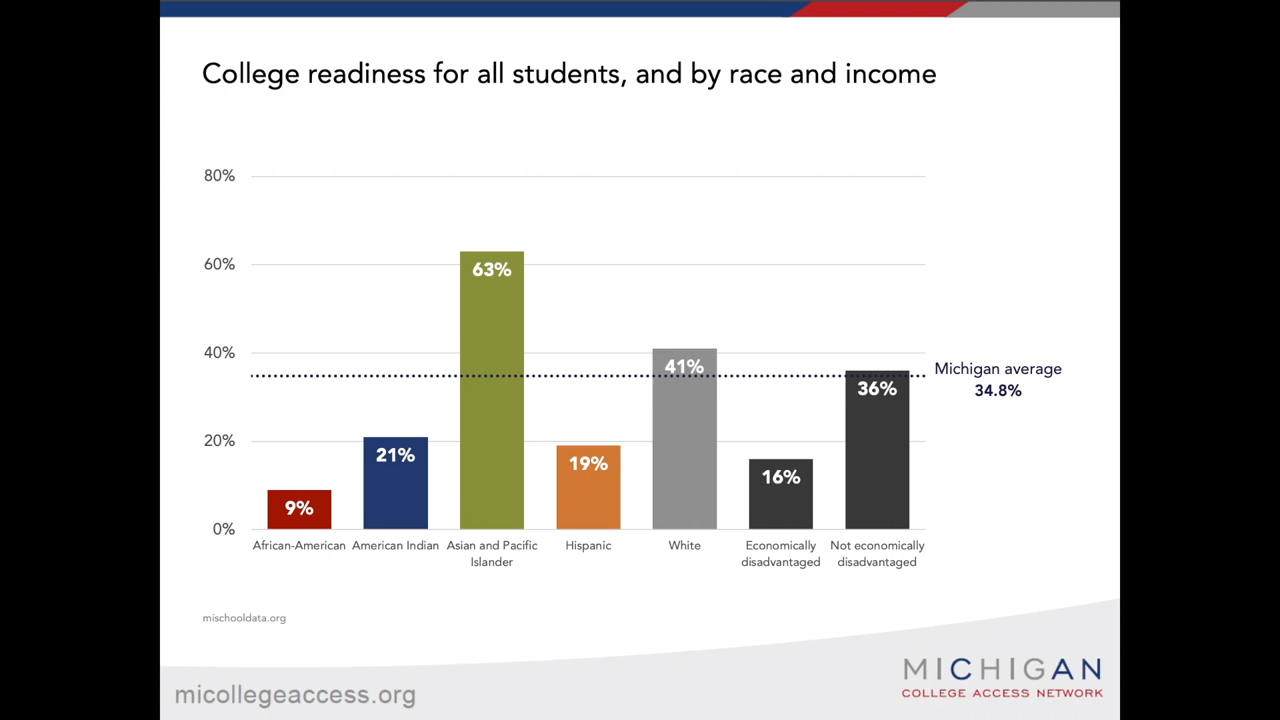 College readiness for all students, and by race and income
80%
60%
40%
20%
0%
63%
41%
36%
21%
19%
16%
9%
Michigan average
34.8%
African-American
American Indian
Asian and Pacific
Islander
Hispanic
White
Economically
disadvantaged
Not economically
disadvantaged
mischooldata.org
micollegeaccess.org
MICHIGAN
COLLEGE ACCESS NETWORK